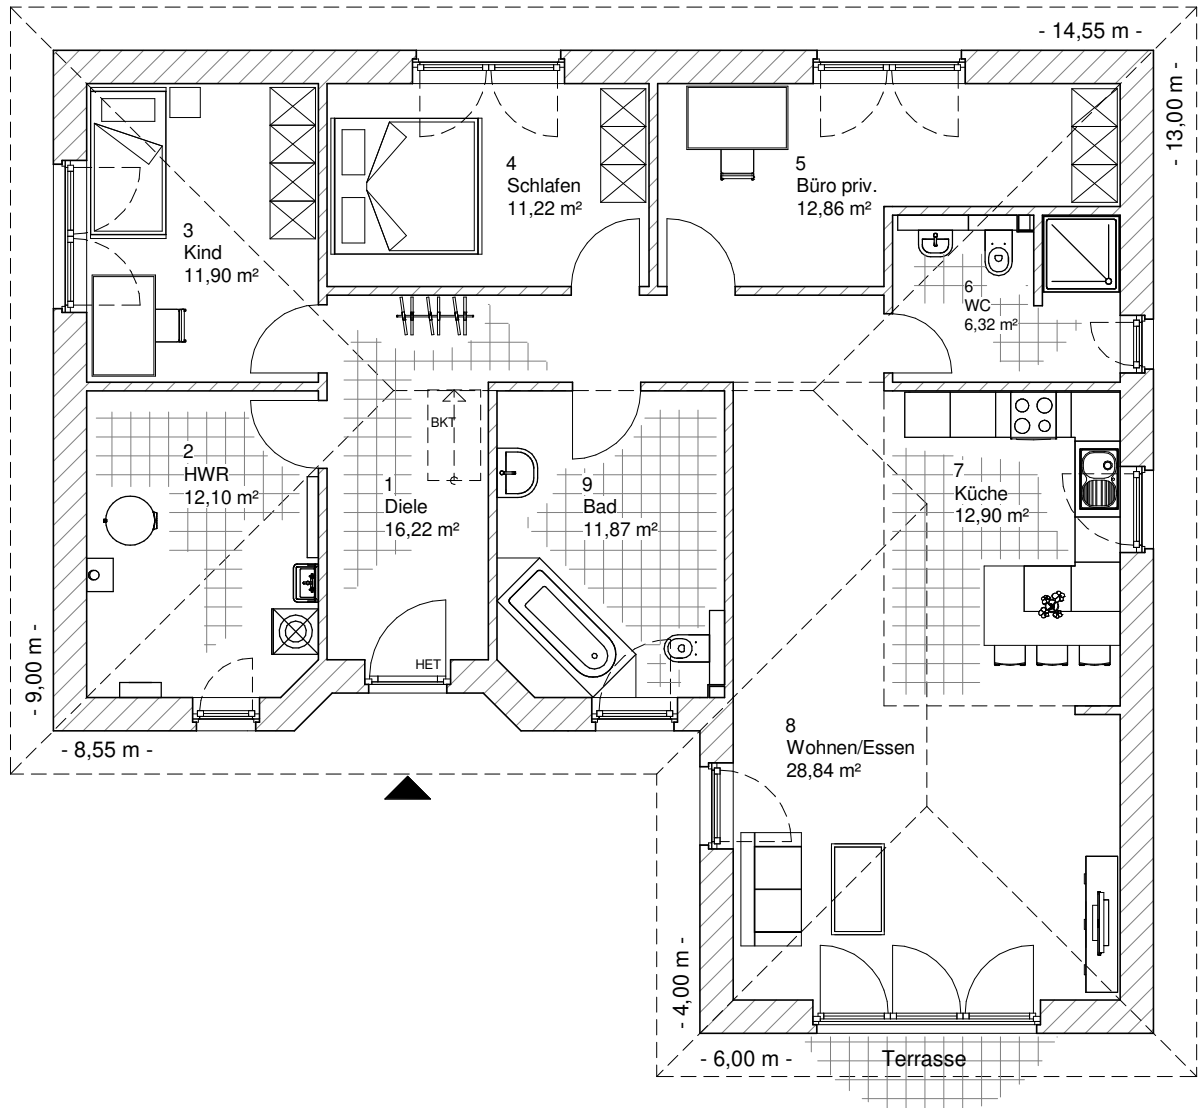 - 14,55 m -
- 13,00 m -
4
Schlafen
11,22 m²
5
Büro priv.
12,86 m²
3
Kind
11,90 m²
6
WC
6,32 m²
BKT
2
HWR
12,10 m²
1
Diele
16,22 m²
9
Bad
11,87 m²
7
Küche
12,90 m²
HET
- 9,00 m -
- 8,55 m -
8
Wohnen/Essen
28,84 m²
- 4,00 m -
- 6,00 m -
Terrasse